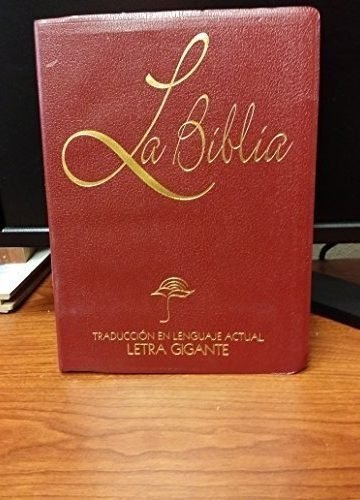 La Biblia
TRADUCCIÓN EN LENGUAJE ACTUAL
LETRA GIGANTE